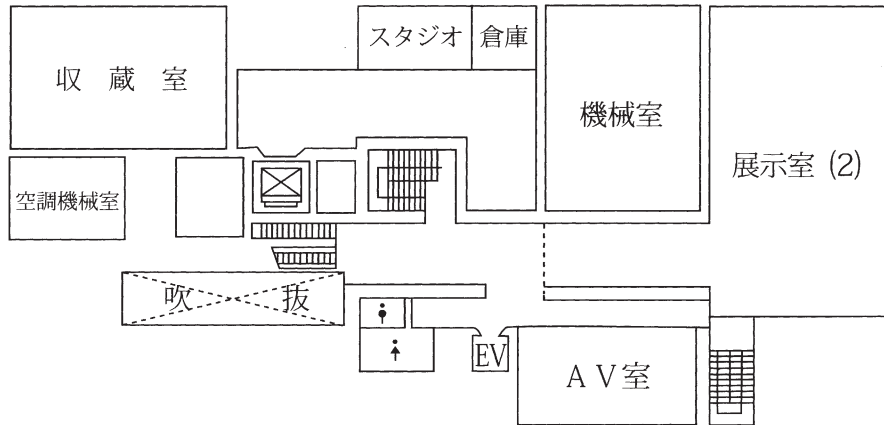 スタジオ
倉庫
収 蔵 室
機械室
展示室 (2)
空調機械室
吹 抜
EV
AV室